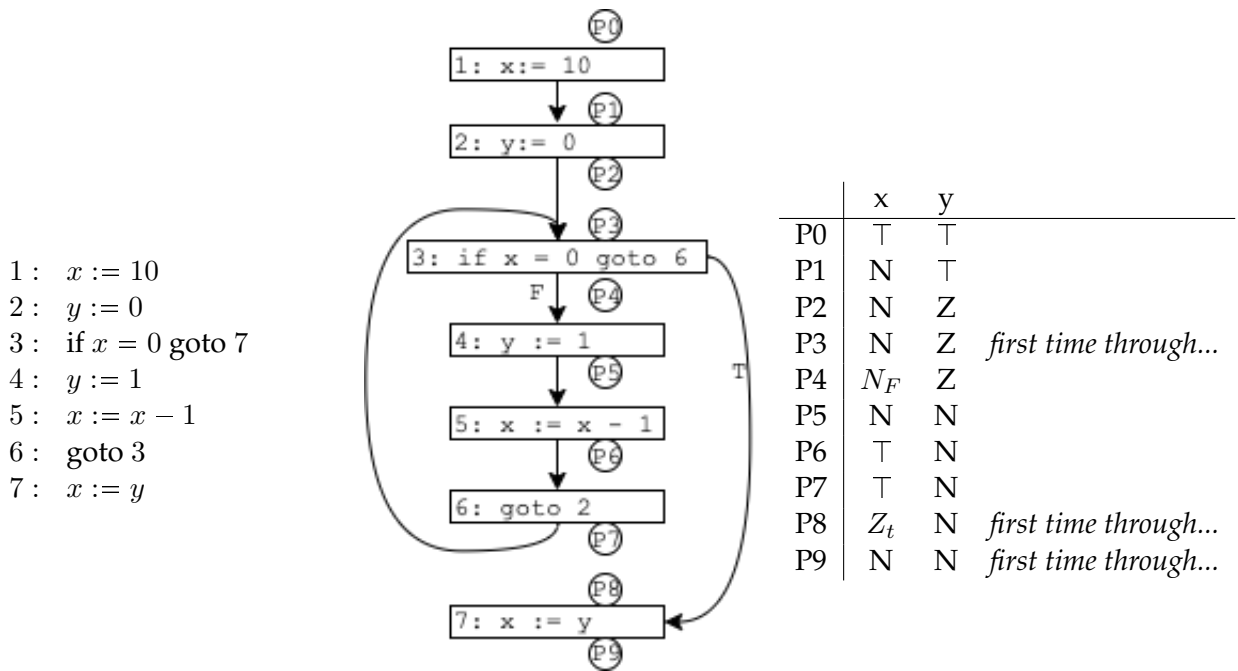 1 : x := 10
2 : y := 0
3 : if x = 0 goto 7
4 : y := 1
5 : x := x − 1
6 : goto 3
7 : x := y
P0
1: x:= 10
P1
2: y:= 0
P2
P3
3: if x = 0 goto 6
F
P4
4: y := 1
P5
T
5: x := x - 1
P6
6: goto 2
P7
P8
7: x := y
P9
x y
P0 ⊤ ⊤
P1 N ⊤
P2 N Z
P3 N Z first time through...
P4 N_F Z
P5 N N
P6 ⊤ N
P7 ⊤ N
P8 Z_t N first time through...
P9 N N first time through...